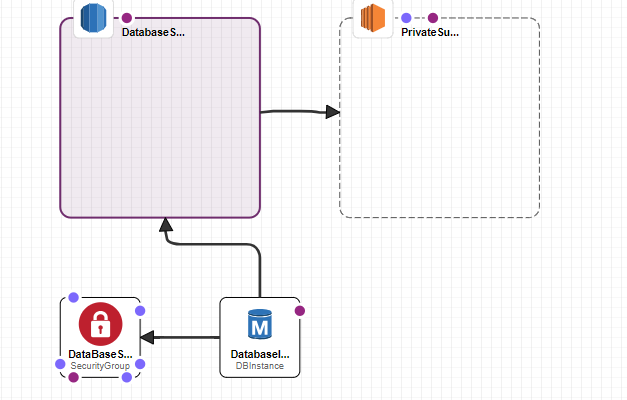 DatabaseS...
PrivateSu...
DataBaseS...
SecurityGroup
M
DatabaseI...
DBInstance